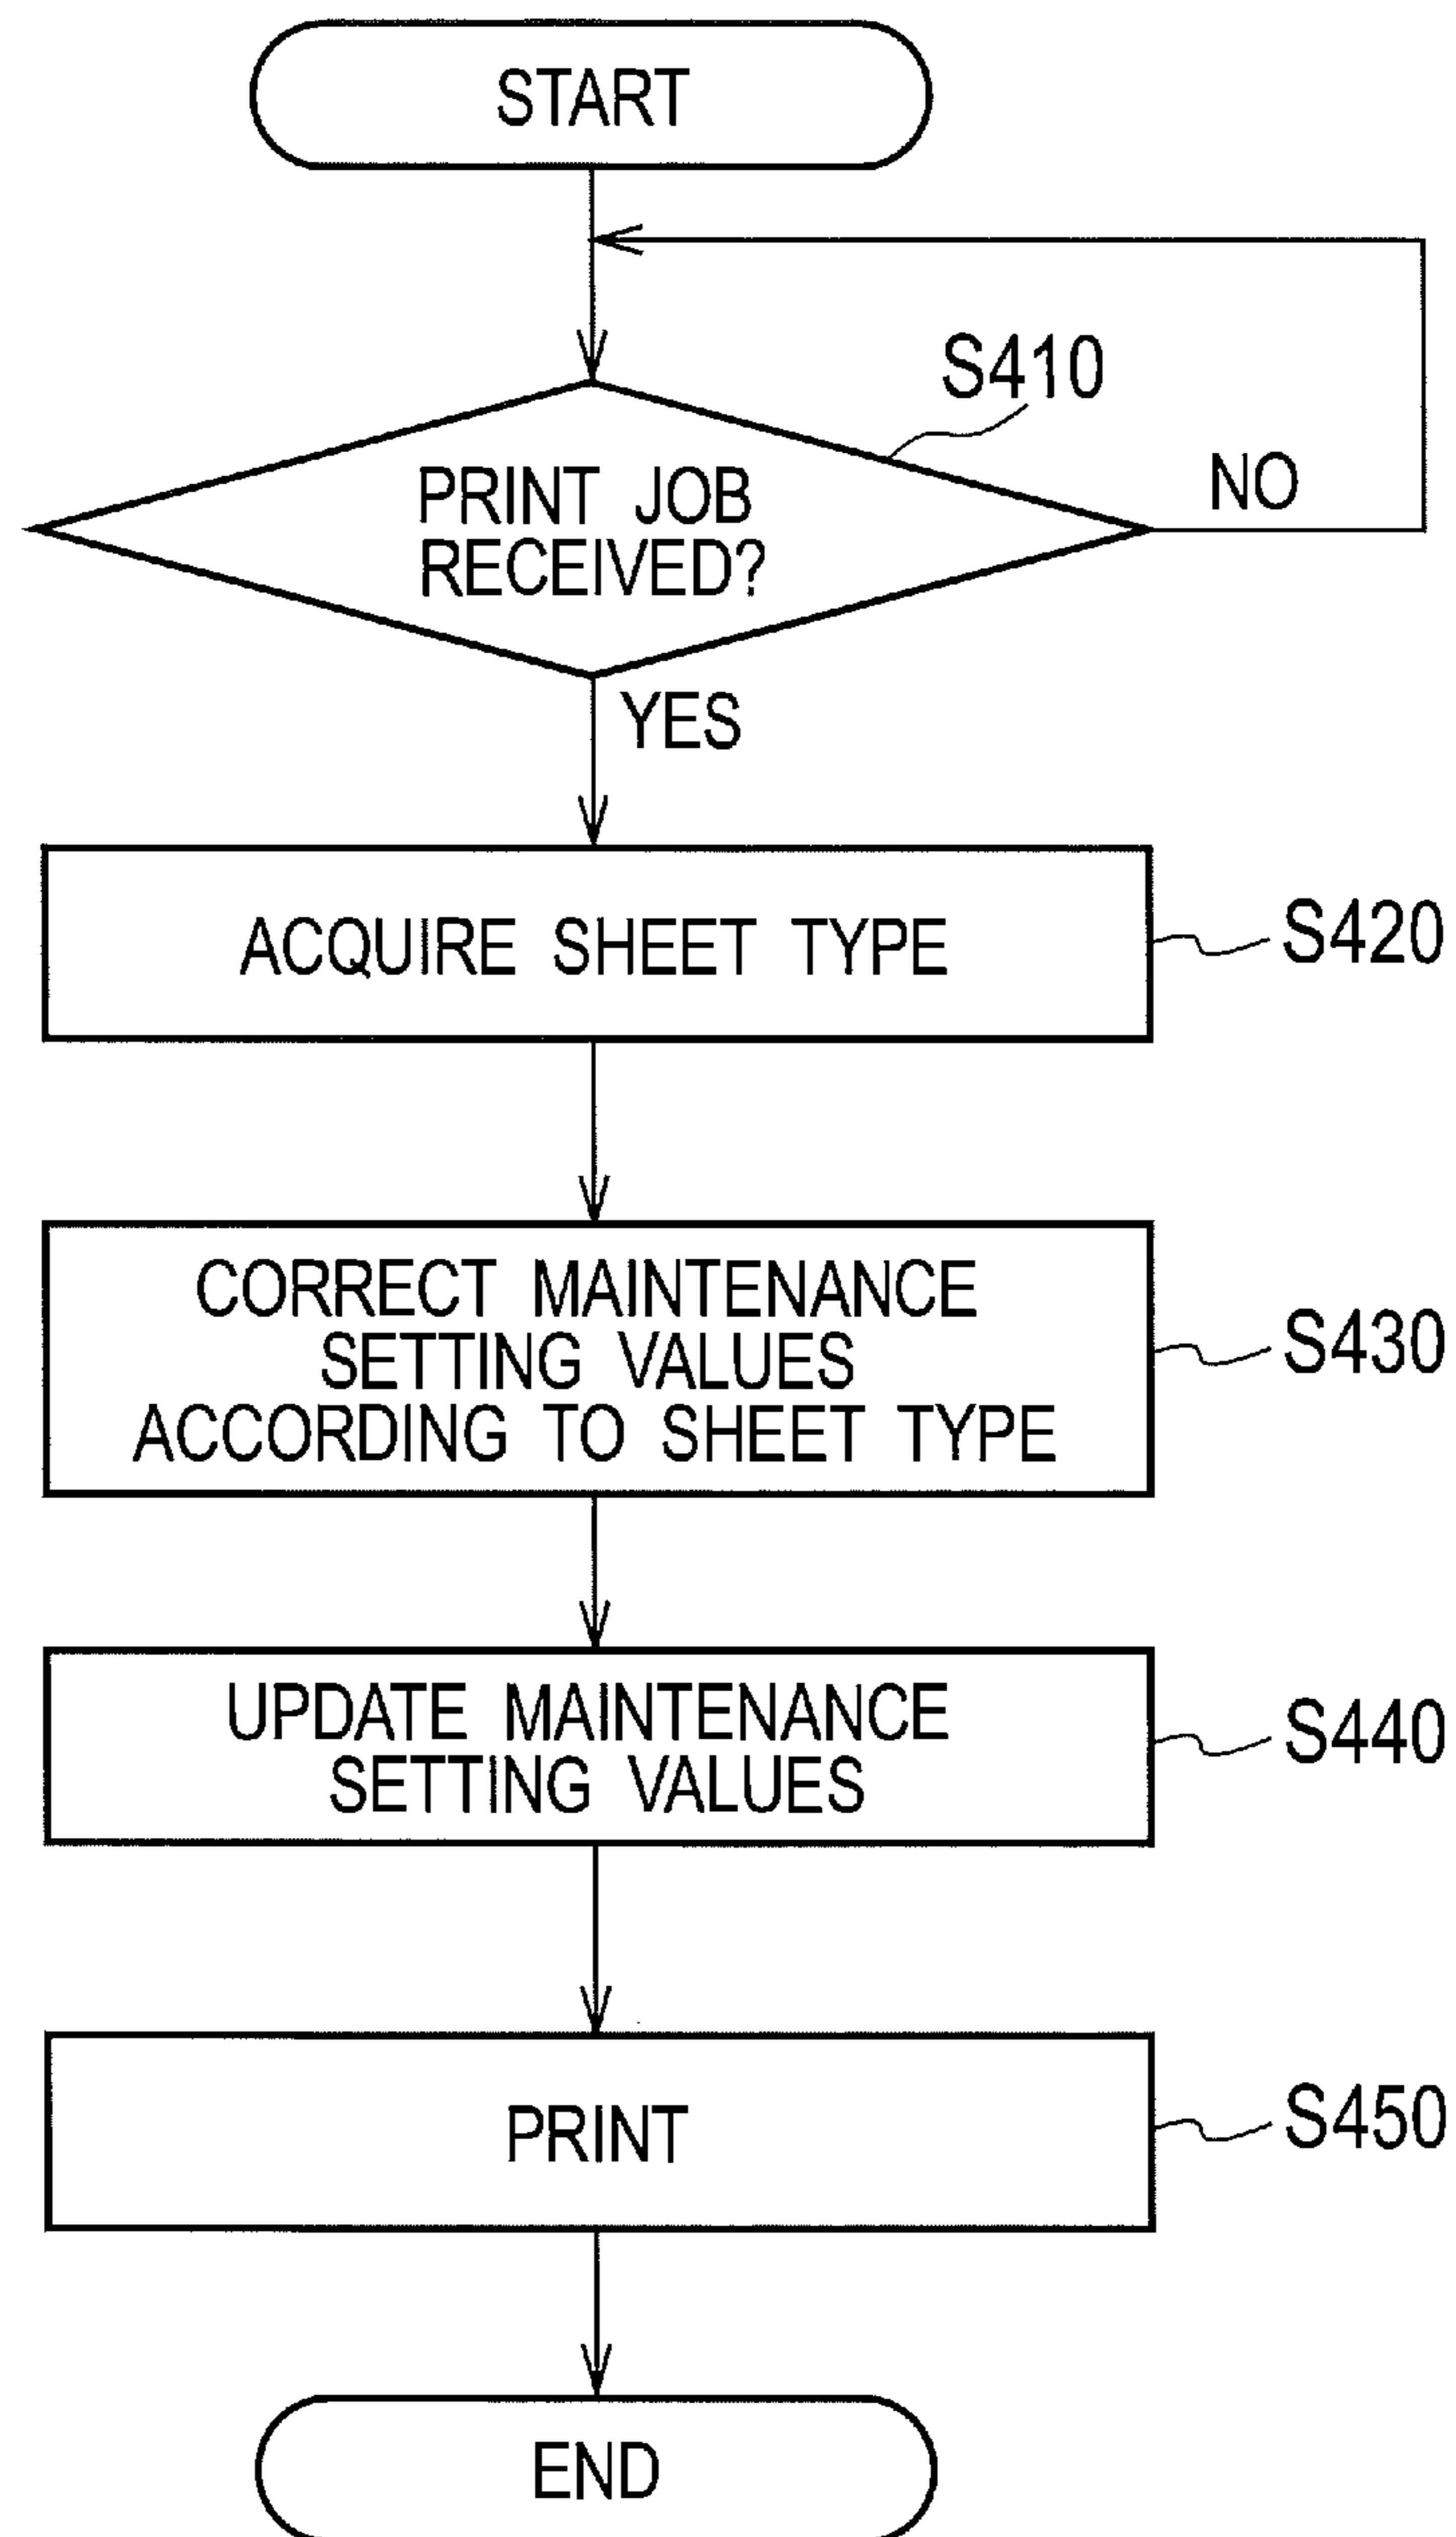 START
S410
PRINT JOB
RECEIVED?
NO
YES
ACQUIRE SHEET TYPE
S420
CORRECT MAINTENANCE
SETTING VALUES
ACCORDING TO SHEET TYPE
S430
UPDATE MAINTENANCE
SETTING VALUES
S440
PRINT
S450
END